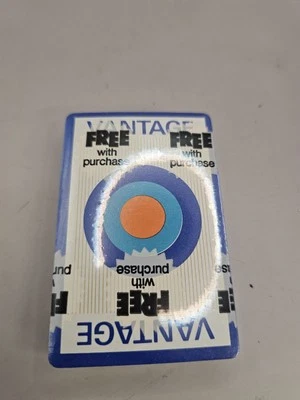 VANTAGE
FREE FREE
with with
purchase purchase
purchase
with
FREE
VANTAGE